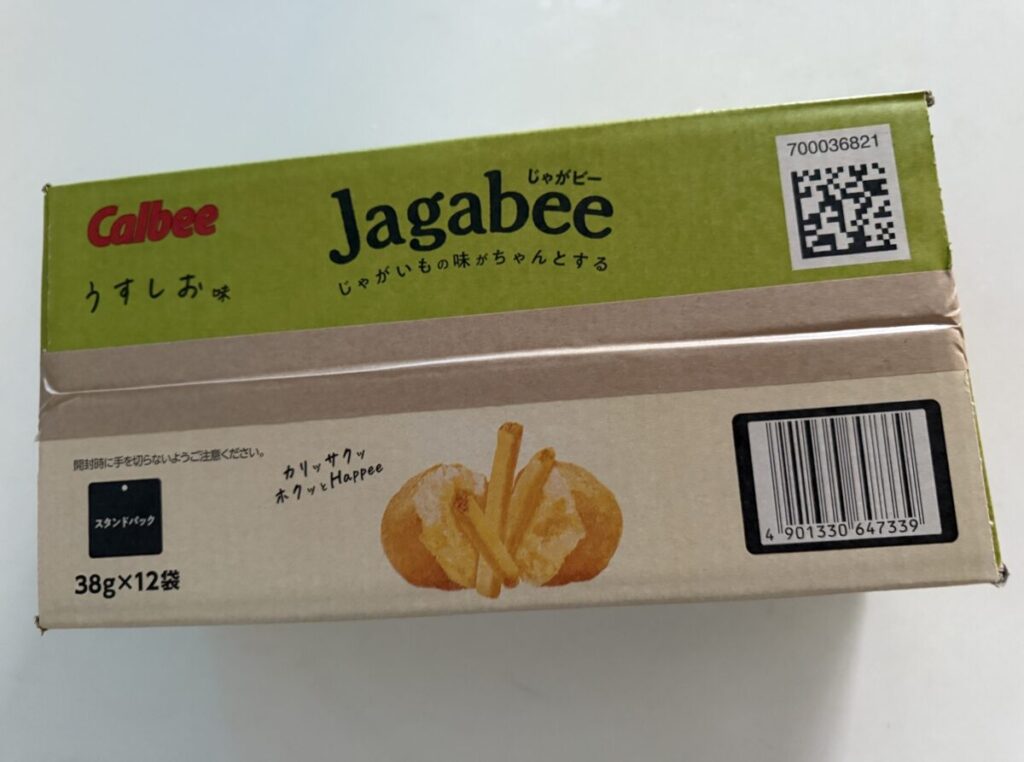 700036821
じゃがビー
Calbee Jagabee
じゃがいもの味がちゃんとする
うすしお味
開封時に手を切らないようご注意ください。
カリッサクッ
ホクッとHappee
スタンドパック
38g×12袋
4 901330 647339